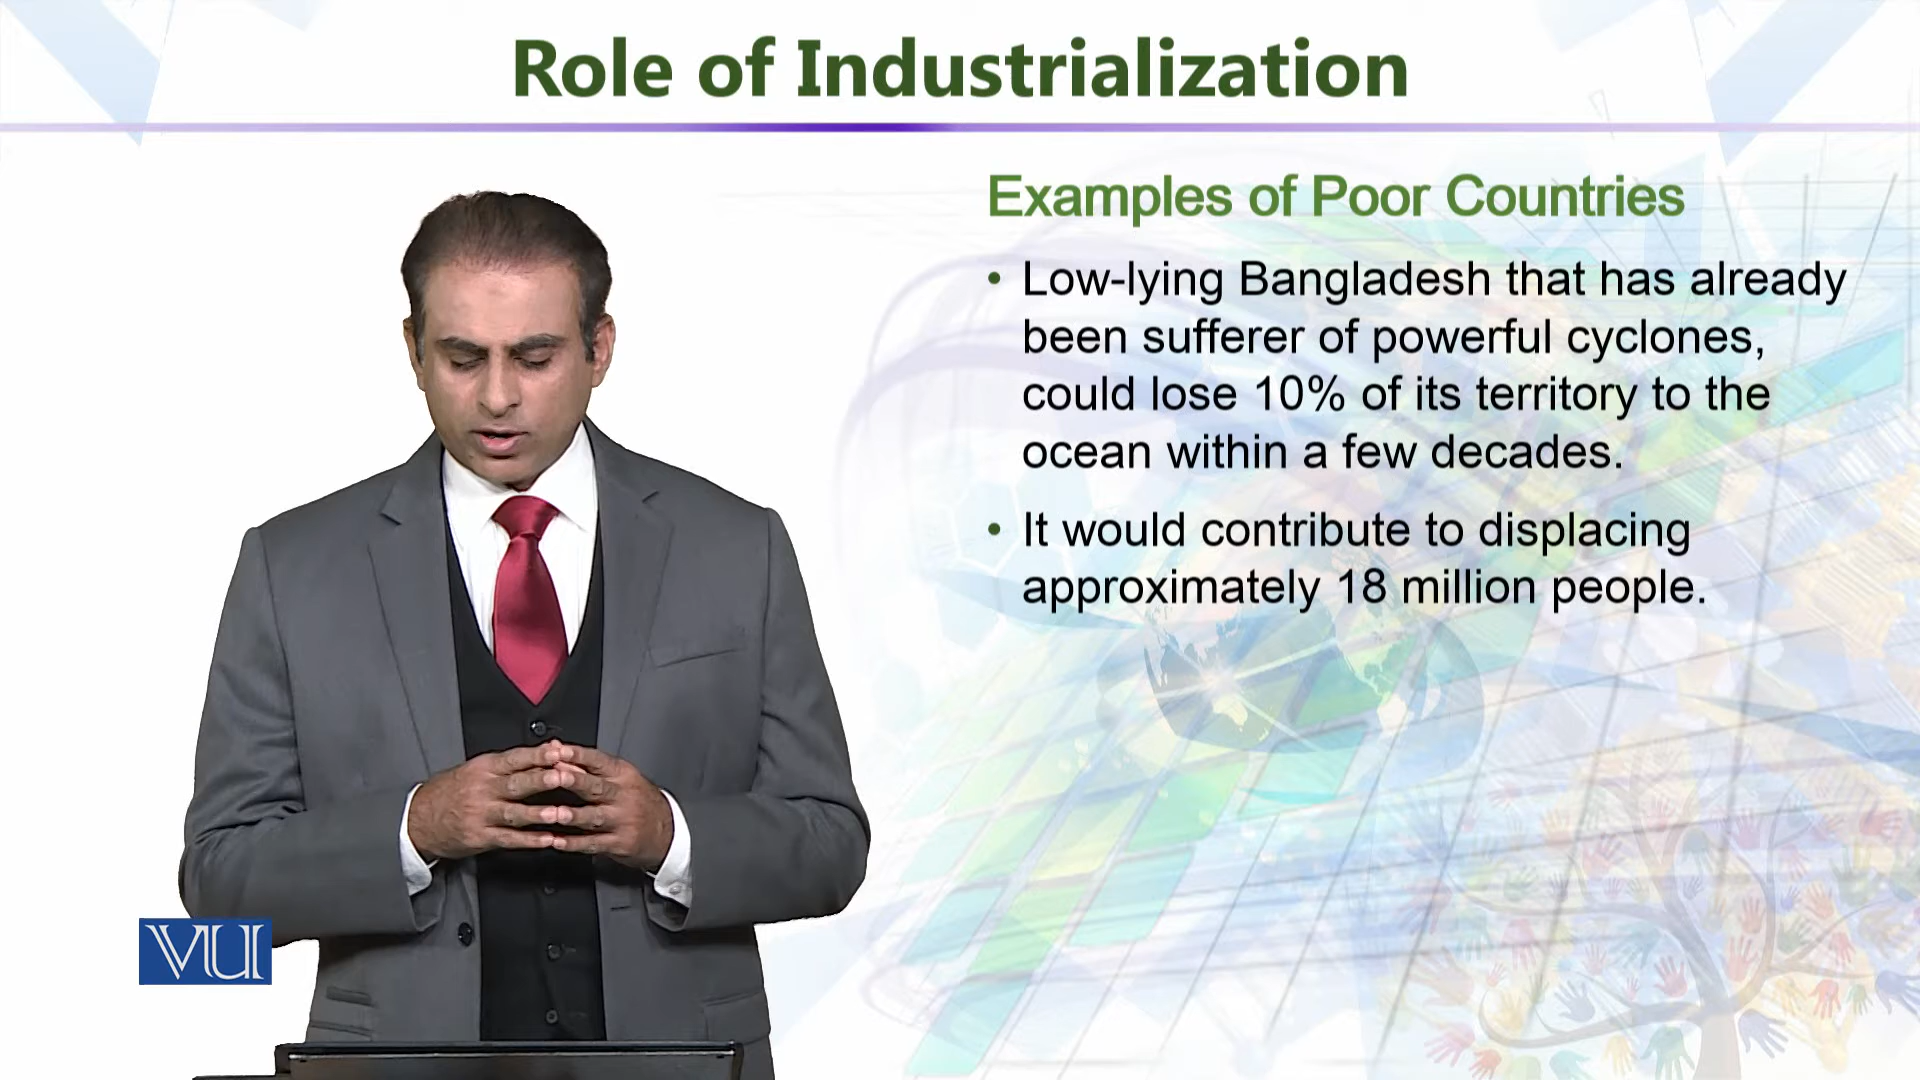 Role of Industrialization
Examples of Poor Countries
• Low-lying Bangladesh that has already
been sufferer of powerful cyclones,
could lose 10% of its territory to the
ocean within a few decades.
• It would contribute to displacing
approximately 18 million people.
VU